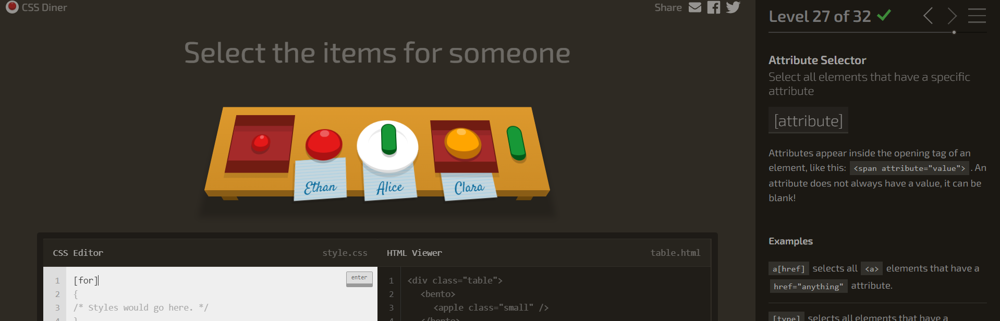 CSS Diner
Share
Select the items for someone
Ethan
Alice
Clara
CSS Editor style.css
1 [for] enter
2 {
3 /* Styles would go here. */
4 }
HTML Viewer table.html
1 <div class="table">
2 <bento>
3 <apple class="small" />
4 </bento>
Level 27 of 32
Attribute Selector
Select all elements that have a specific
attribute
[attribute]
Attributes appear inside the opening tag of an
element, like this: <span attribute="value"> . An
attribute does not always have a value, it can be
blank!
Examples
a[href] selects all <a> elements that have a
href="anything" attribute.
[type] selects all elements that have a